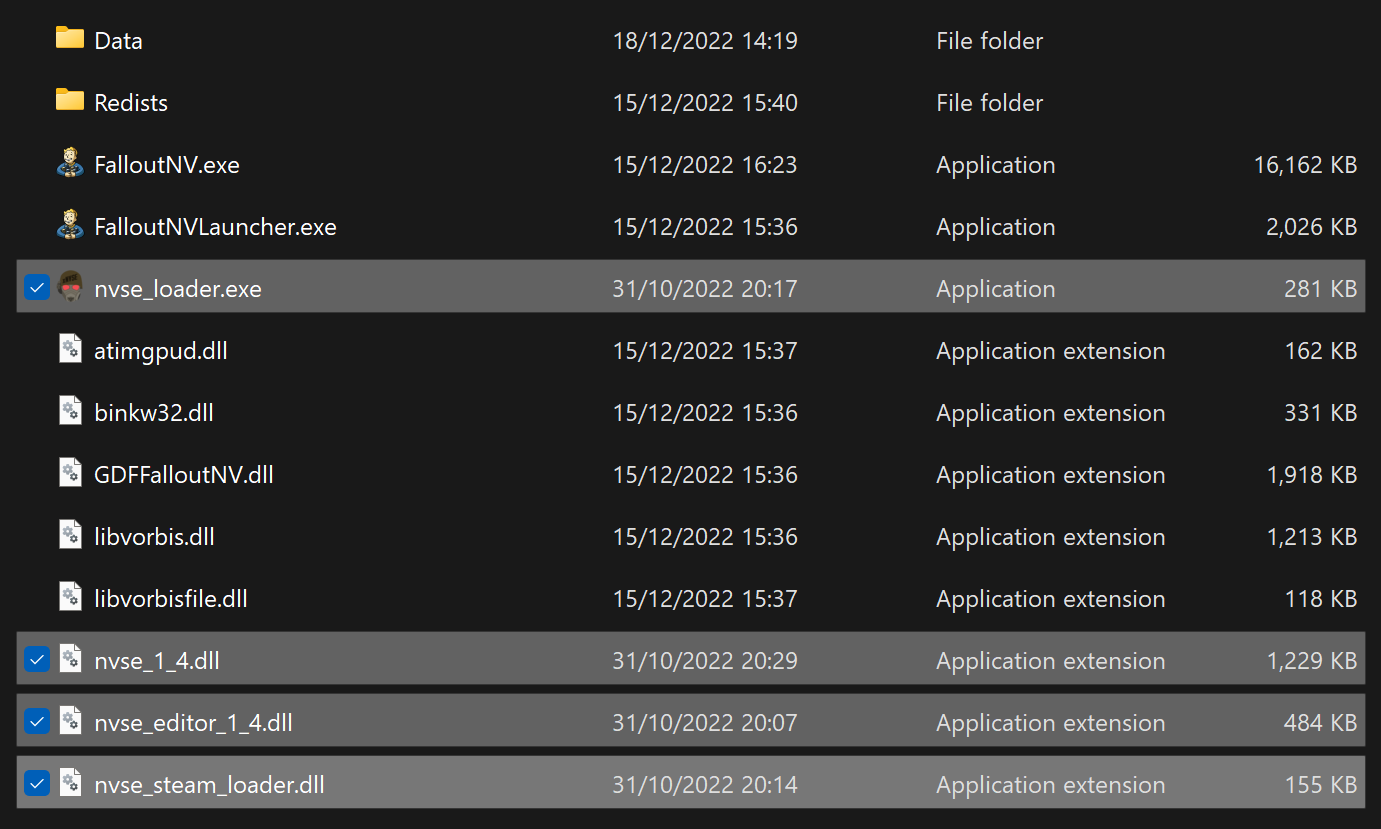 Data 18/12/2022 14:19 File folder
Redists 15/12/2022 15:40 File folder
FalloutNV.exe 15/12/2022 16:23 Application 16,162 KB
FalloutNVLauncher.exe 15/12/2022 15:36 Application 2,026 KB
nvse_loader.exe 31/10/2022 20:17 Application 281 KB
atimgpud.dll 15/12/2022 15:37 Application extension 162 KB
binkw32.dll 15/12/2022 15:36 Application extension 331 KB
GDFFalloutNV.dll 15/12/2022 15:36 Application extension 1,918 KB
libvorbis.dll 15/12/2022 15:36 Application extension 1,213 KB
libvorbisfile.dll 15/12/2022 15:37 Application extension 118 KB
nvse_1_4.dll 31/10/2022 20:29 Application extension 1,229 KB
nvse_editor_1_4.dll 31/10/2022 20:07 Application extension 484 KB
nvse_steam_loader.dll 31/10/2022 20:14 Application extension 155 KB